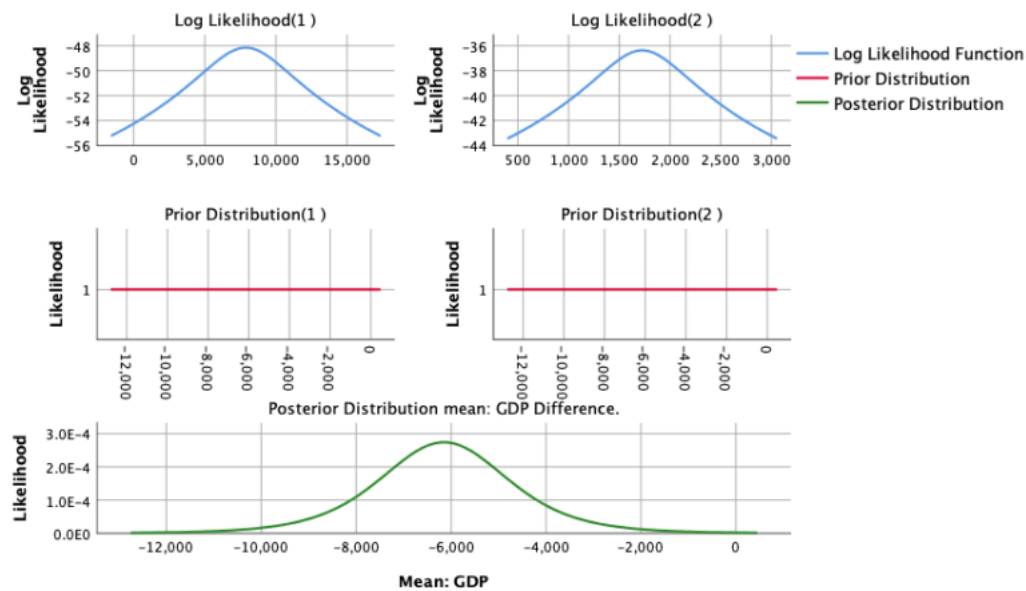 Log Likelihood(1 )
Log Likelihood(2 )
Log Likelihood
−48
−50
−52
−54
−56
0 5,000 10,000 15,000
Log Likelihood
−36
−38
−40
−42
−44
500 1,000 1,500 2,000 2,500 3,000
Log Likelihood Function
Prior Distribution
Posterior Distribution
Prior Distribution(1 )
Prior Distribution(2 )
Likelihood
1
−12,000 −10,000 −8,000 −6,000 −4,000 −2,000 0
Likelihood
1
−12,000 −10,000 −8,000 −6,000 −4,000 −2,000 0
Posterior Distribution mean: GDP Difference.
Likelihood
3.0E–4
2.0E–4
1.0E–4
0.0E0
−12,000 −10,000 −8,000 −6,000 −4,000 −2,000 0
Mean: GDP